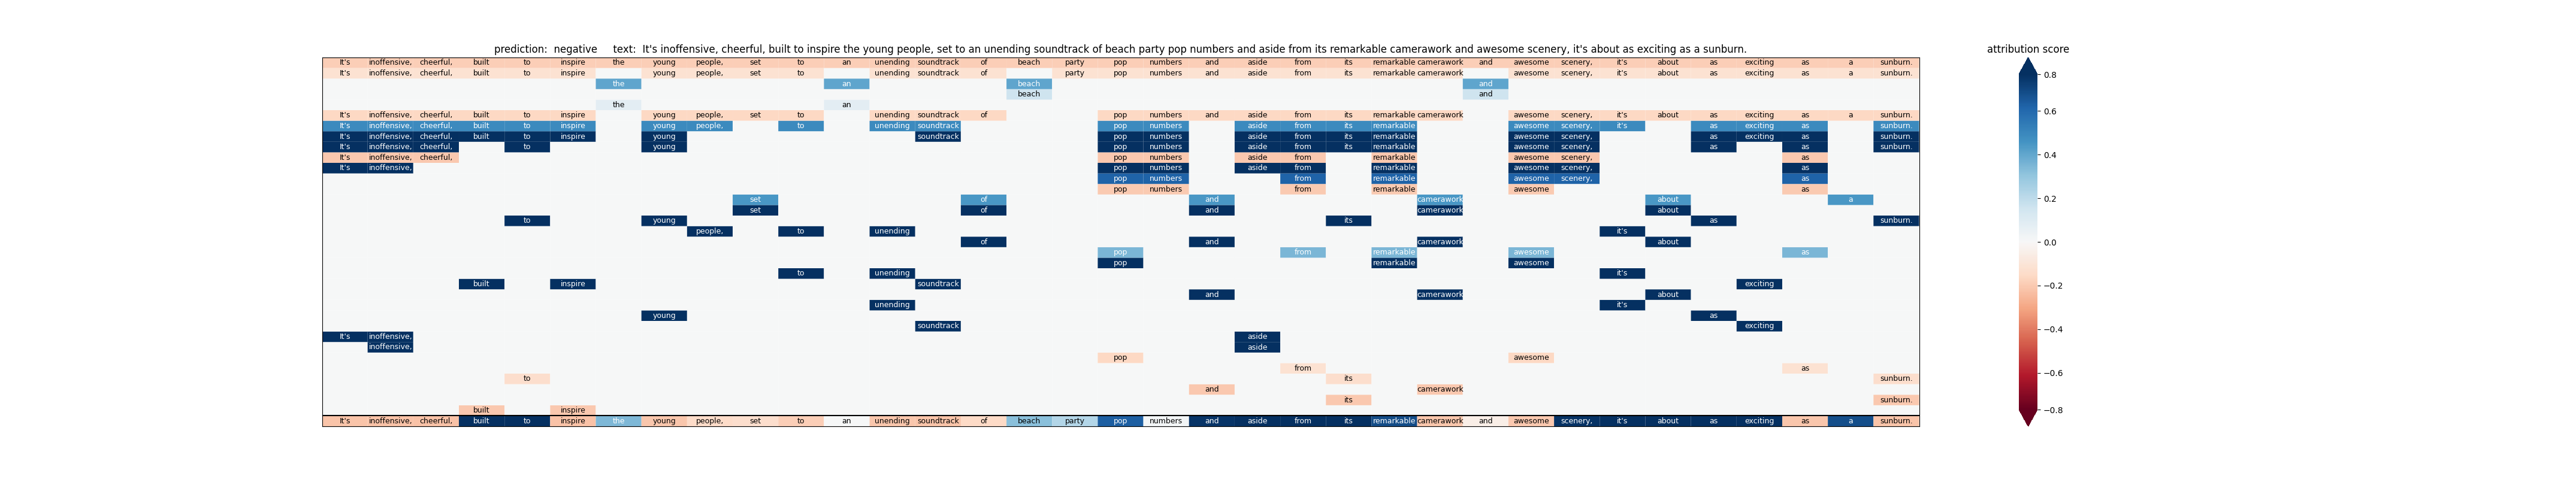 prediction:  negative     text:  It's inoffensive, cheerful, built to inspire the young people, set to an unending soundtrack of beach party pop numbers and aside from its remarkable camerawork and awesome scenery, it's about as exciting as a sunburn.
attribution score
It's inoffensive, cheerful, built to inspire young people, set to an unending soundtrack of beach party pop numbers and aside from its remarkable camerawork and awesome scenery, it's about as exciting as a sunburn.
It's inoffensive, cheerful, built to inspire young people, set to unending soundtrack of party pop numbers and aside from its remarkable camerawork awesome scenery, it's about as exciting as a sunburn.
the an beach and
beach and
the an
It's inoffensive, cheerful, built to inspire young people, set to unending soundtrack of pop numbers and aside from its remarkable camerawork awesome scenery, it's about as exciting as a sunburn.
It's inoffensive, cheerful, built to inspire young people, to unending soundtrack pop numbers aside from its remarkable awesome scenery, it's as exciting as sunburn.
It's inoffensive, cheerful, built to inspire young soundtrack pop numbers aside from its remarkable awesome scenery, as exciting as sunburn.
It's inoffensive, cheerful, to young pop numbers aside from its remarkable awesome scenery, as as sunburn.
It's inoffensive, cheerful, pop numbers aside from remarkable awesome scenery, as
It's inoffensive, pop numbers aside from remarkable awesome scenery, as
pop numbers from remarkable awesome scenery, as
pop numbers from remarkable awesome as
set of and camerawork about a
set of and camerawork about
to young its as sunburn.
people, to unending it's
of and camerawork about
pop from remarkable awesome as
pop remarkable awesome
to unending it's
built inspire soundtrack exciting
and camerawork about
unending it's
young as
soundtrack exciting
It's inoffensive, aside
inoffensive, aside
pop awesome
from as
to its sunburn.
and camerawork
built inspire its sunburn.
It's inoffensive, cheerful, built to inspire the young people, set to an unending soundtrack of beach party pop numbers and aside from its remarkable camerawork and awesome scenery, it's about as exciting as a sunburn.
0.8
0.6
0.4
0.2
0.0
−0.2
−0.4
−0.6
−0.8